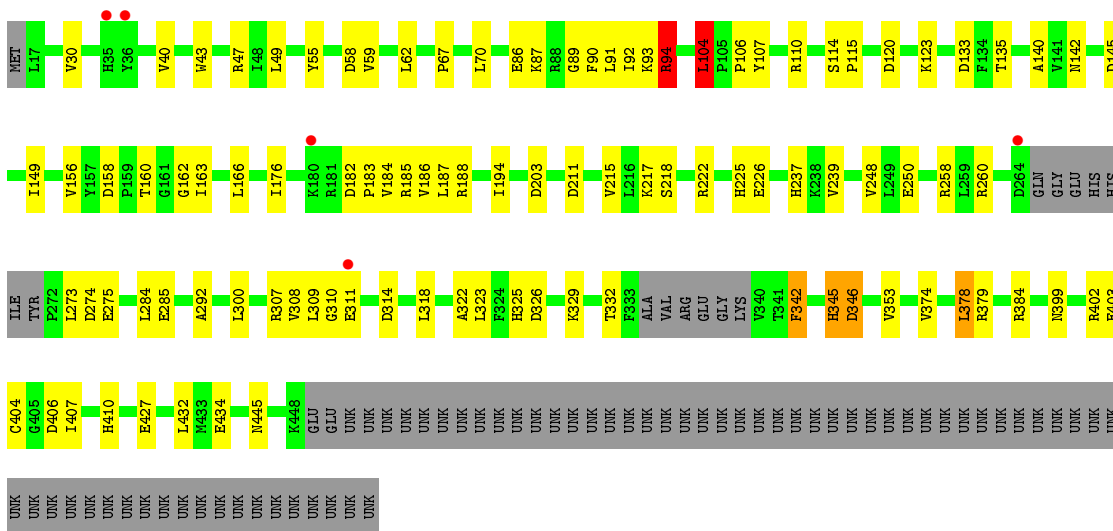 MET L17 V30 H35 Y36 V40 W43 R47 I48 L49 Y55 D58 V59 L62 P67 L70 E86 K87 R88 G89 F90 L91 I92 K93 R94 L104 P105 P106 Y107 R110 S114 P115 D120 K123 D133 F134 T135 A140 V141 N142 D145
I149 V156 Y157 D158 P159 T160 G161 G162 I163 L166 I176 K180 R181 D182 P183 V184 R185 V186 L187 R188 I194 D203 D211 V215 L216 K217 S218 R222 H225 E226 H237 K238 V239 V248 L249 E250 R258 L259 R260 D264 GLN GLY GLU HIS HIS
ILE TYR P272 L273 D274 E275 L284 E285 A292 L300 R307 V308 L309 G310 E311 D314 L318 A322 L323 F324 H325 D326 K329 T332 F333 ALA VAL ARG GLU GLY LYS V340 T341 F342 H345 D346 V353 V374 L378 R379 R384 N399 R402 E403
C404 G405 D406 I407 H410 E427 L432 M433 E434 N445 K448 GLU GLU UNK UNK UNK UNK UNK UNK UNK UNK UNK UNK UNK UNK UNK UNK UNK UNK UNK UNK UNK UNK UNK UNK UNK UNK UNK UNK UNK UNK UNK UNK UNK UNK UNK UNK UNK UNK UNK
UNK UNK UNK UNK UNK UNK UNK UNK UNK UNK UNK UNK UNK UNK UNK UNK UNK UNK